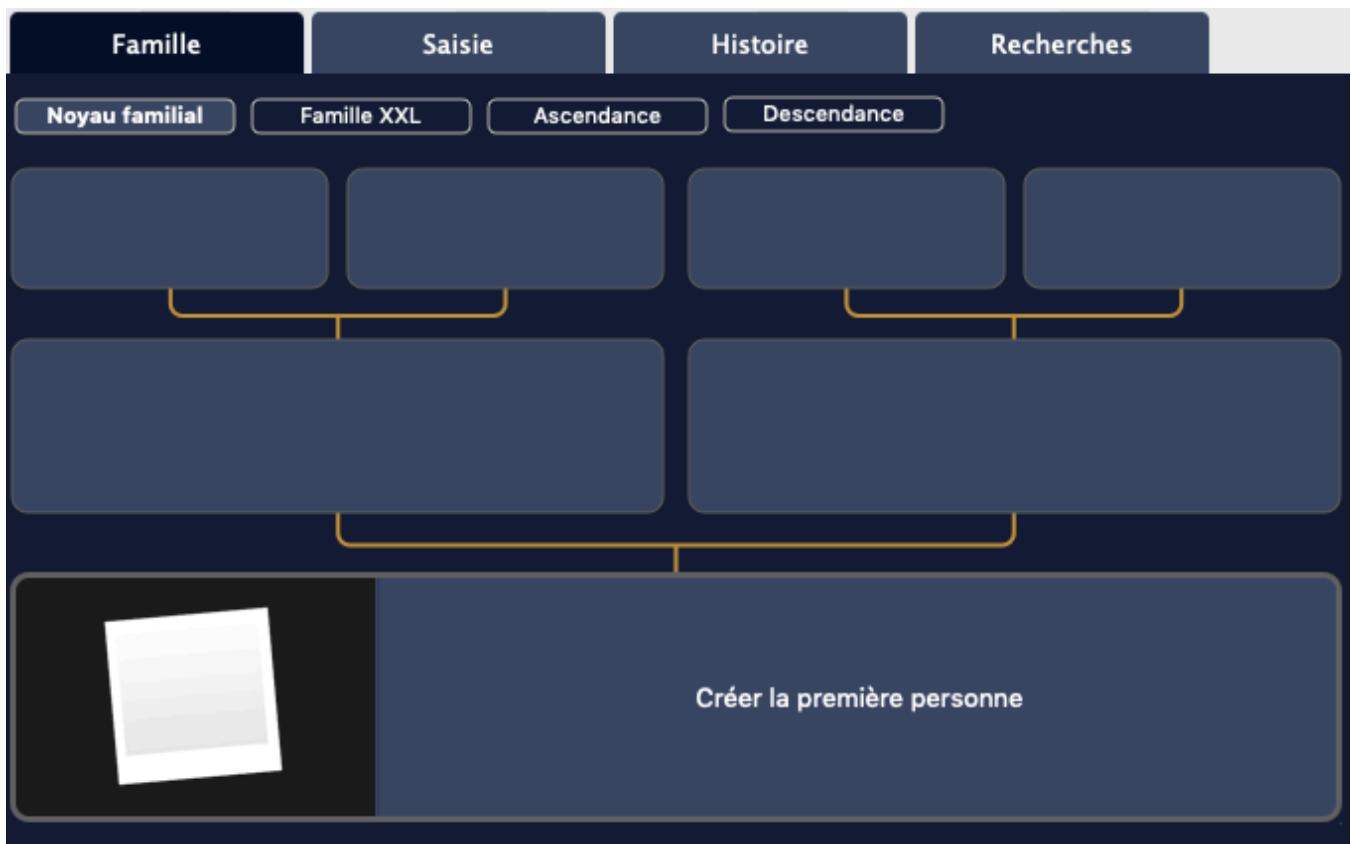 Famille Saisie Histoire Recherches
Noyau familial Famille XXL Ascendance Descendance
Créer la première personne